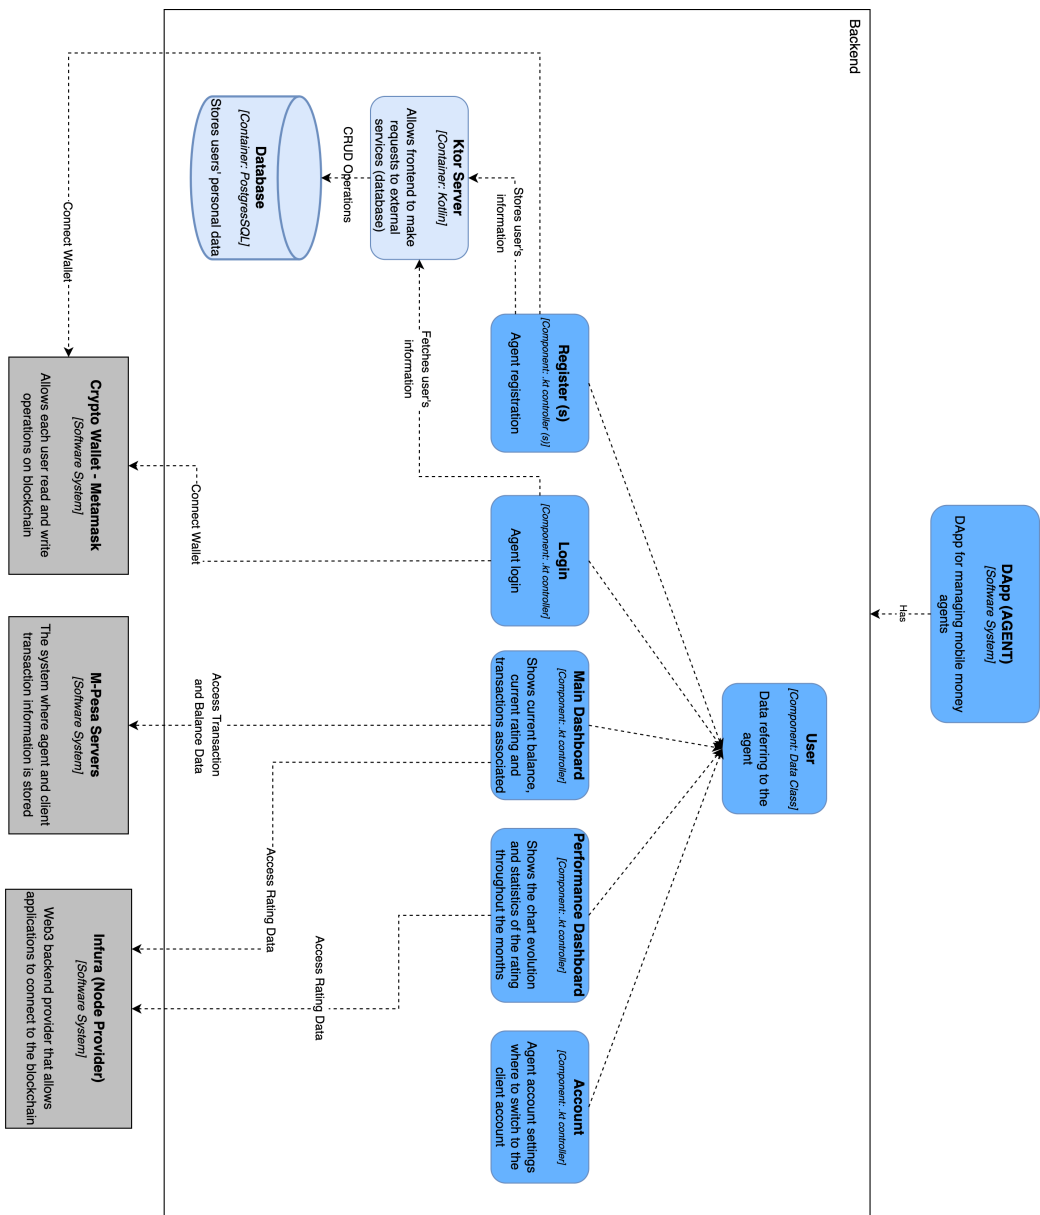 DApp (AGENT)
[Software System]
DApp for managing mobile money
agents
Has
Backend
User
[Component: Data Class]
Data referring to the
agent
Register (s)
[Component: .kt controller (s)]
Agent registration
Login
[Component: .kt controller]
Agent login
Main Dashboard
[Component: .kt controller]
Shows current balance,
current rating and
transactions associated
Performance Dashboard
[Component: .kt controller]
Shows the chart evolution
and statistics of the rating
throughout the months
Account
[Component: .kt controller]
Agent account settings
where to switch to the
client account
Stores user's
information
Ktor Server
[Container: Kotlin]
Allows frontend to make
requests to external
services (database)
Fetches user's
information
CRUD Operations
Database
[Container: PostgresSQL]
Stores users' personal data
Connect Wallet
Connect Wallet
Access Transaction
and Balance Data
Access Rating Data
Access Rating Data
Crypto Wallet - Metamask
[Software System]
Allows each user read and write
operations on blockchain
M-Pesa Servers
[Software System]
The system where agent and client
transaction information is stored
Infura (Node Provider)
[Software System]
Web3 backend provider that allows
applications to connect to the blockchain